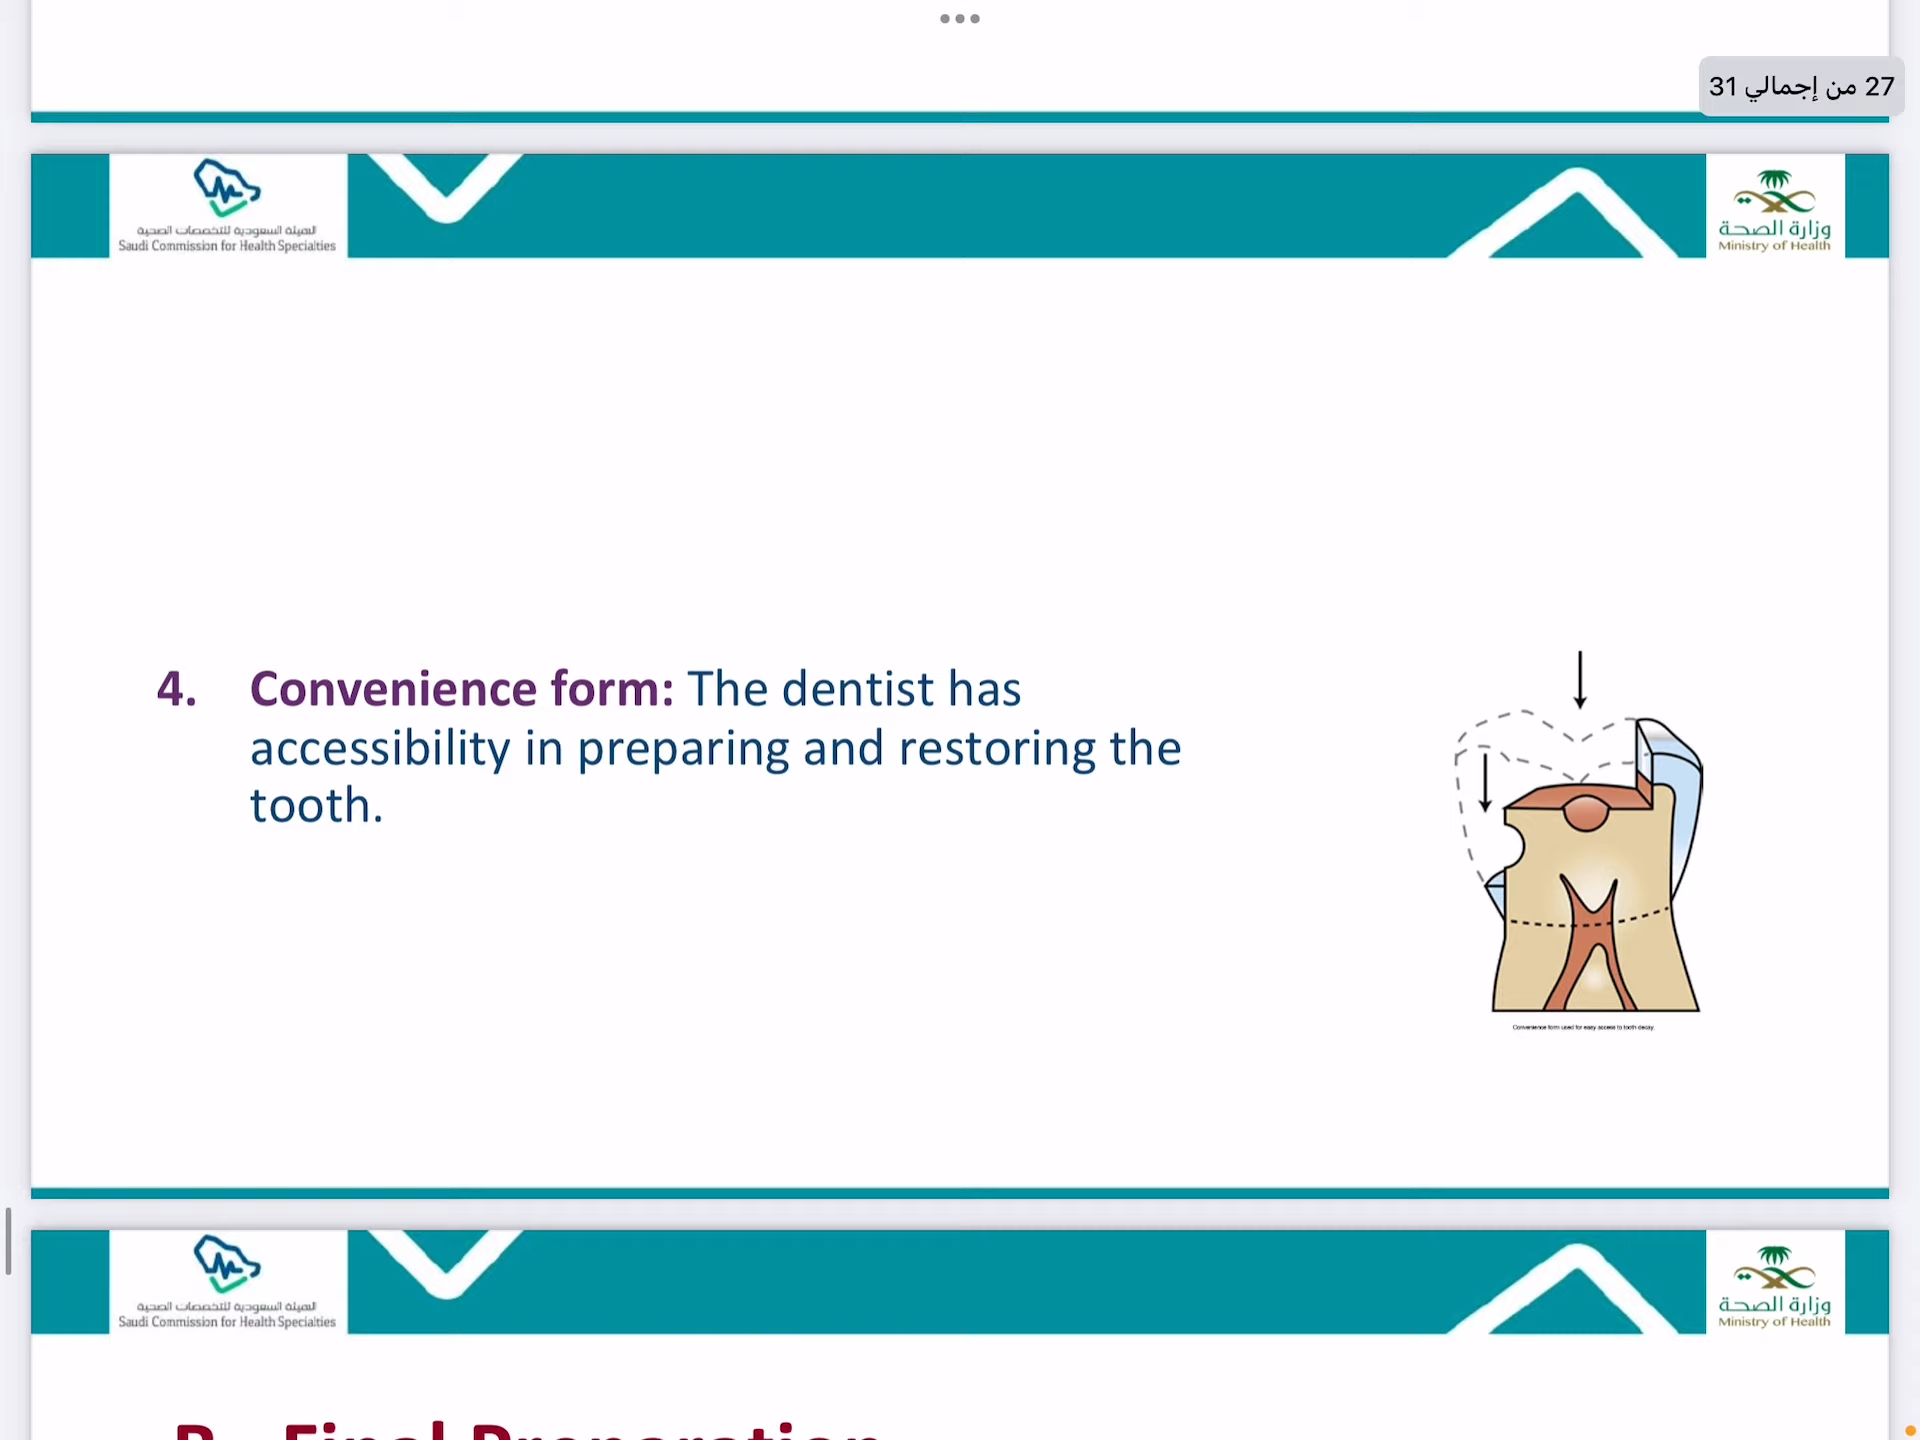 27 من إجمالي 31
الهيئة السعودية للتخصصات الصحية
Saudi Commission for Health Specialties
وزارة الصحة
Ministry of Health
4. Convenience form: The dentist has
accessibility in preparing and restoring the
tooth.
Convenience form used for easy access to tooth decay.
الهيئة السعودية للتخصصات الصحية
Saudi Commission for Health Specialties
وزارة الصحة
Ministry of Health
B. Final Preparation